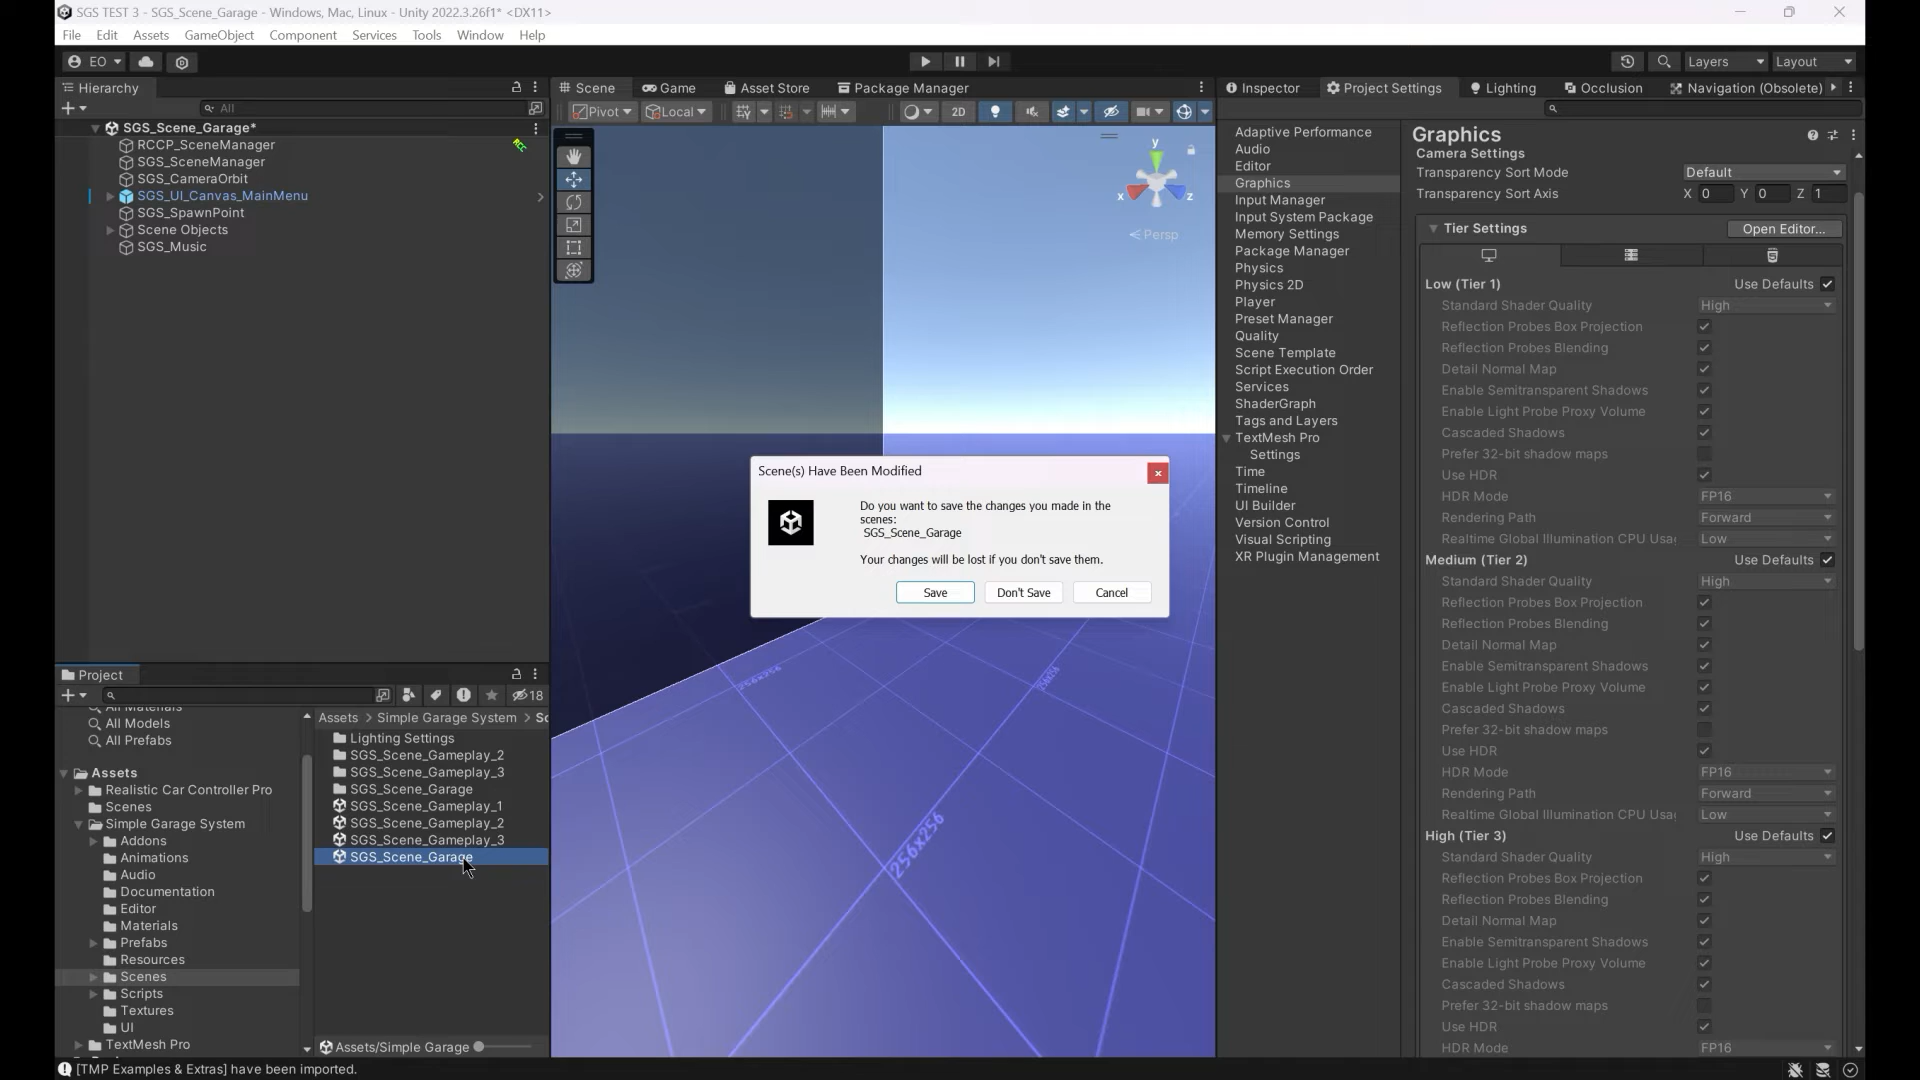 SGS TEST 3 - SGS_Scene_Garage - Windows, Mac, Linux - Unity 2022.3.26f1* <DX11>
File Edit Assets GameObject Component Services Tools Window Help
EO
Layers Layout
Hierarchy
All
SGS_Scene_Garage*
RCCP_SceneManager
SGS_SceneManager
SGS_CameraOrbit
SGS_UI_Canvas_MainMenu
SGS_SpawnPoint
Scene Objects
SGS_Music
Scene Game Asset Store Package Manager
Pivot Local 2D
y
x z
Persp
256x256
256x256
256x256
Scene(s) Have Been Modified
Do you want to save the changes you made in the
scenes:
SGS_Scene_Garage
Your changes will be lost if you don't save them.
Save Don't Save Cancel
Project
18
All Materials
All Models
All Prefabs
Assets
Realistic Car Controller Pro
Scenes
Simple Garage System
Addons
Animations
Audio
Documentation
Editor
Materials
Prefabs
Resources
Scenes
Scripts
Textures
UI
TextMesh Pro
Assets > Simple Garage System > Sc
Lighting Settings
SGS_Scene_Gameplay_2
SGS_Scene_Gameplay_3
SGS_Scene_Garage
SGS_Scene_Gameplay_1
SGS_Scene_Gameplay_2
SGS_Scene_Gameplay_3
SGS_Scene_Garage
Assets/Simple Garage
Inspector Project Settings Lighting Occlusion Navigation (Obsolete)
Adaptive Performance
Audio
Editor
Graphics
Input Manager
Input System Package
Memory Settings
Package Manager
Physics
Physics 2D
Player
Preset Manager
Quality
Scene Template
Script Execution Order
Services
ShaderGraph
Tags and Layers
TextMesh Pro
Settings
Time
Timeline
UI Builder
Version Control
Visual Scripting
XR Plugin Management
Graphics
Camera Settings
Transparency Sort Mode Default
Transparency Sort Axis X 0 Y 0 Z 1
Tier Settings Open Editor...
Low (Tier 1) Use Defaults
Standard Shader Quality High
Reflection Probes Box Projection
Reflection Probes Blending
Detail Normal Map
Enable Semitransparent Shadows
Enable Light Probe Proxy Volume
Cascaded Shadows
Prefer 32-bit shadow maps
Use HDR
HDR Mode FP16
Rendering Path Forward
Realtime Global Illumination CPU Usa Low
Medium (Tier 2) Use Defaults
Standard Shader Quality High
Reflection Probes Box Projection
Reflection Probes Blending
Detail Normal Map
Enable Semitransparent Shadows
Enable Light Probe Proxy Volume
Cascaded Shadows
Prefer 32-bit shadow maps
Use HDR
HDR Mode FP16
Rendering Path Forward
Realtime Global Illumination CPU Usa Low
High (Tier 3) Use Defaults
Standard Shader Quality High
Reflection Probes Box Projection
Reflection Probes Blending
Detail Normal Map
Enable Semitransparent Shadows
Enable Light Probe Proxy Volume
Cascaded Shadows
Prefer 32-bit shadow maps
Use HDR
HDR Mode FP16
[TMP Examples & Extras] have been imported.